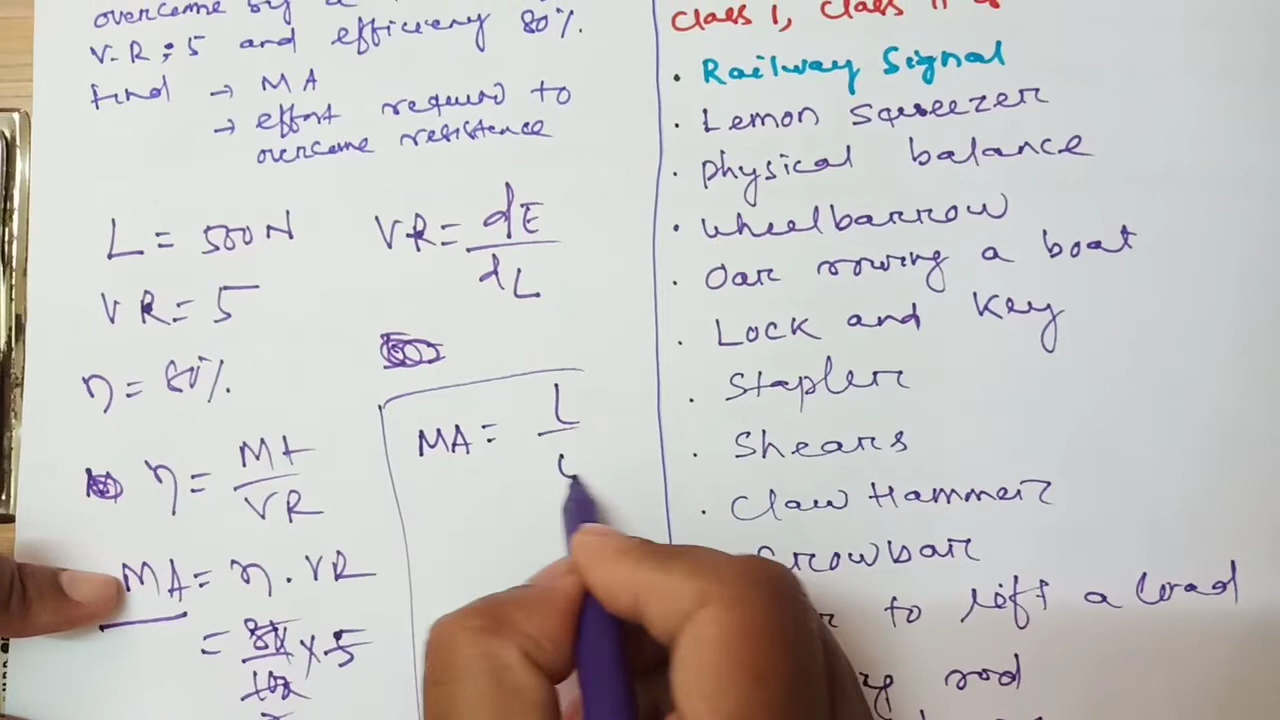 overcome by a
V.R = 5 and efficiency 80%.
find → MA
→ effort required to
overcome resistence
L = 500N
VR = 5
η = 80%
η = MA / VR
MA = η . VR
= 80/100 × 5
VR = dE / dL
MA = L /
Class I, Class II
. Railway Signal
. Lemon squeezer
. physical balance
. wheelbarrow
. Oar rowing a boat
. Lock and Key
. Stapler
. Shears
. Claw Hammer
crowbar
to lift a load
rod